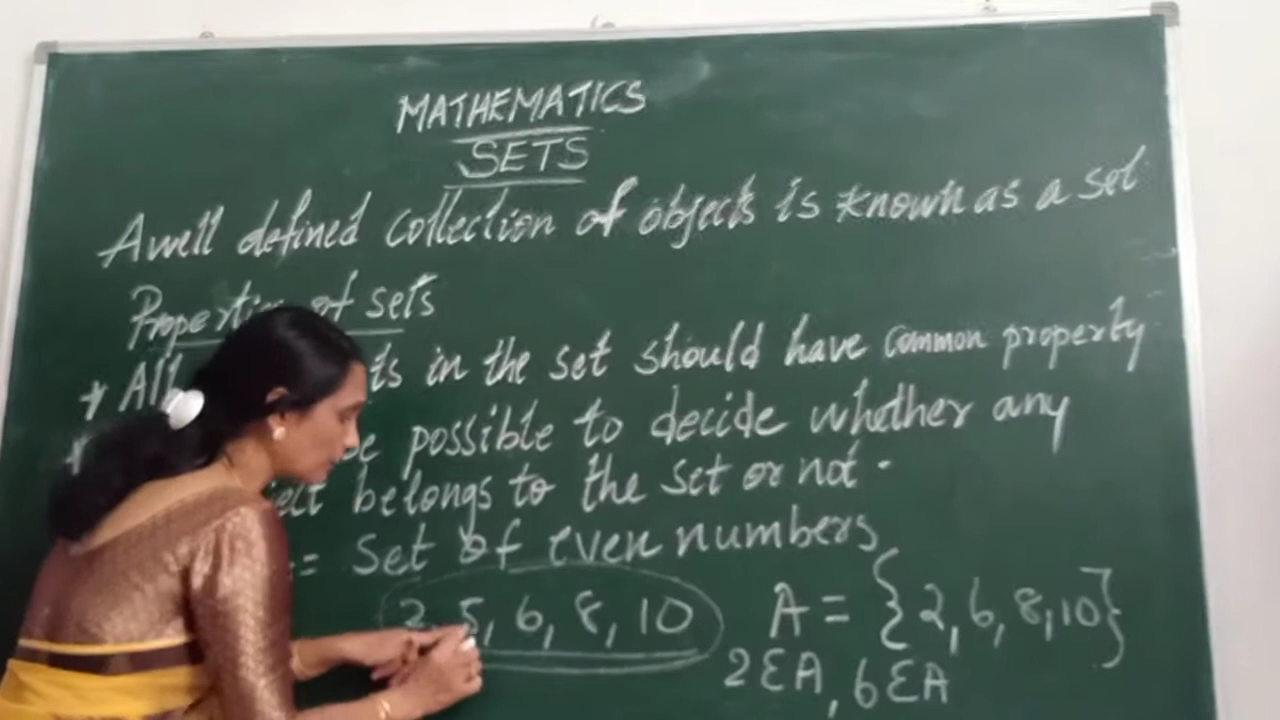 MATHEMATICS
SETS
A well defined collection of objects is known as a set
Properties of sets
* All in the set should have common property
* possible to decide whether any
belongs to the set or not.
= Set of even numbers
2, 5, 6, 8, 10 A = {2, 6, 8, 10}
2 Ɛ A, 6 Ɛ A